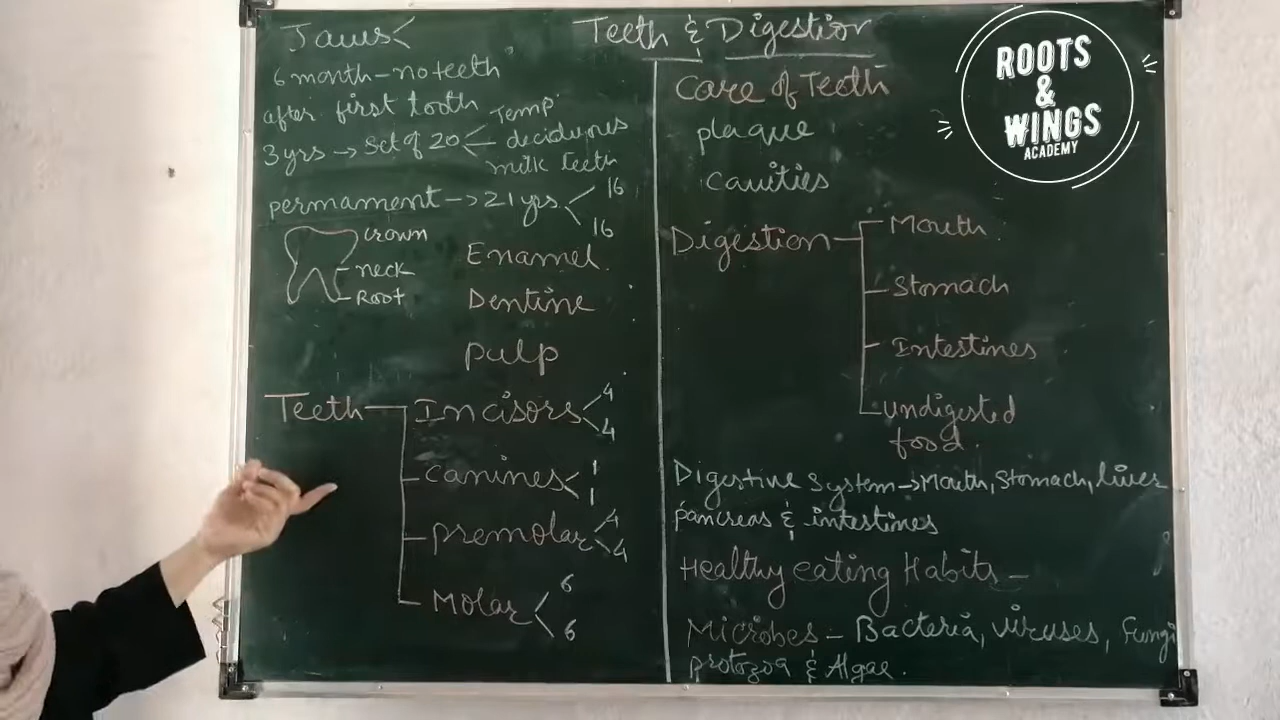 Teeth & Digestion
Jaws
6 month - no teeth
after first tooth
3 yrs → set of 20
Temp.
deciduous
milk teeth
permament → 21 yrs
16
16
crown
neck
Root
Enamel
Dentine
pulp
Teeth
Incisors
4
4
canines
1
1
premolar
4
4
Molar
6
6
care of Teeth
plaque
cavities
Digestion
Mouth
Stomach
Intestines
undigested
food.
Digestive System → Mouth, Stomach, liver
pancreas & intestines
Healthy eating Habits -
Microbes - Bacteria, viruses, Fungi
protozoa & Algae.
ROOTS
&
WINGS
ACADEMY